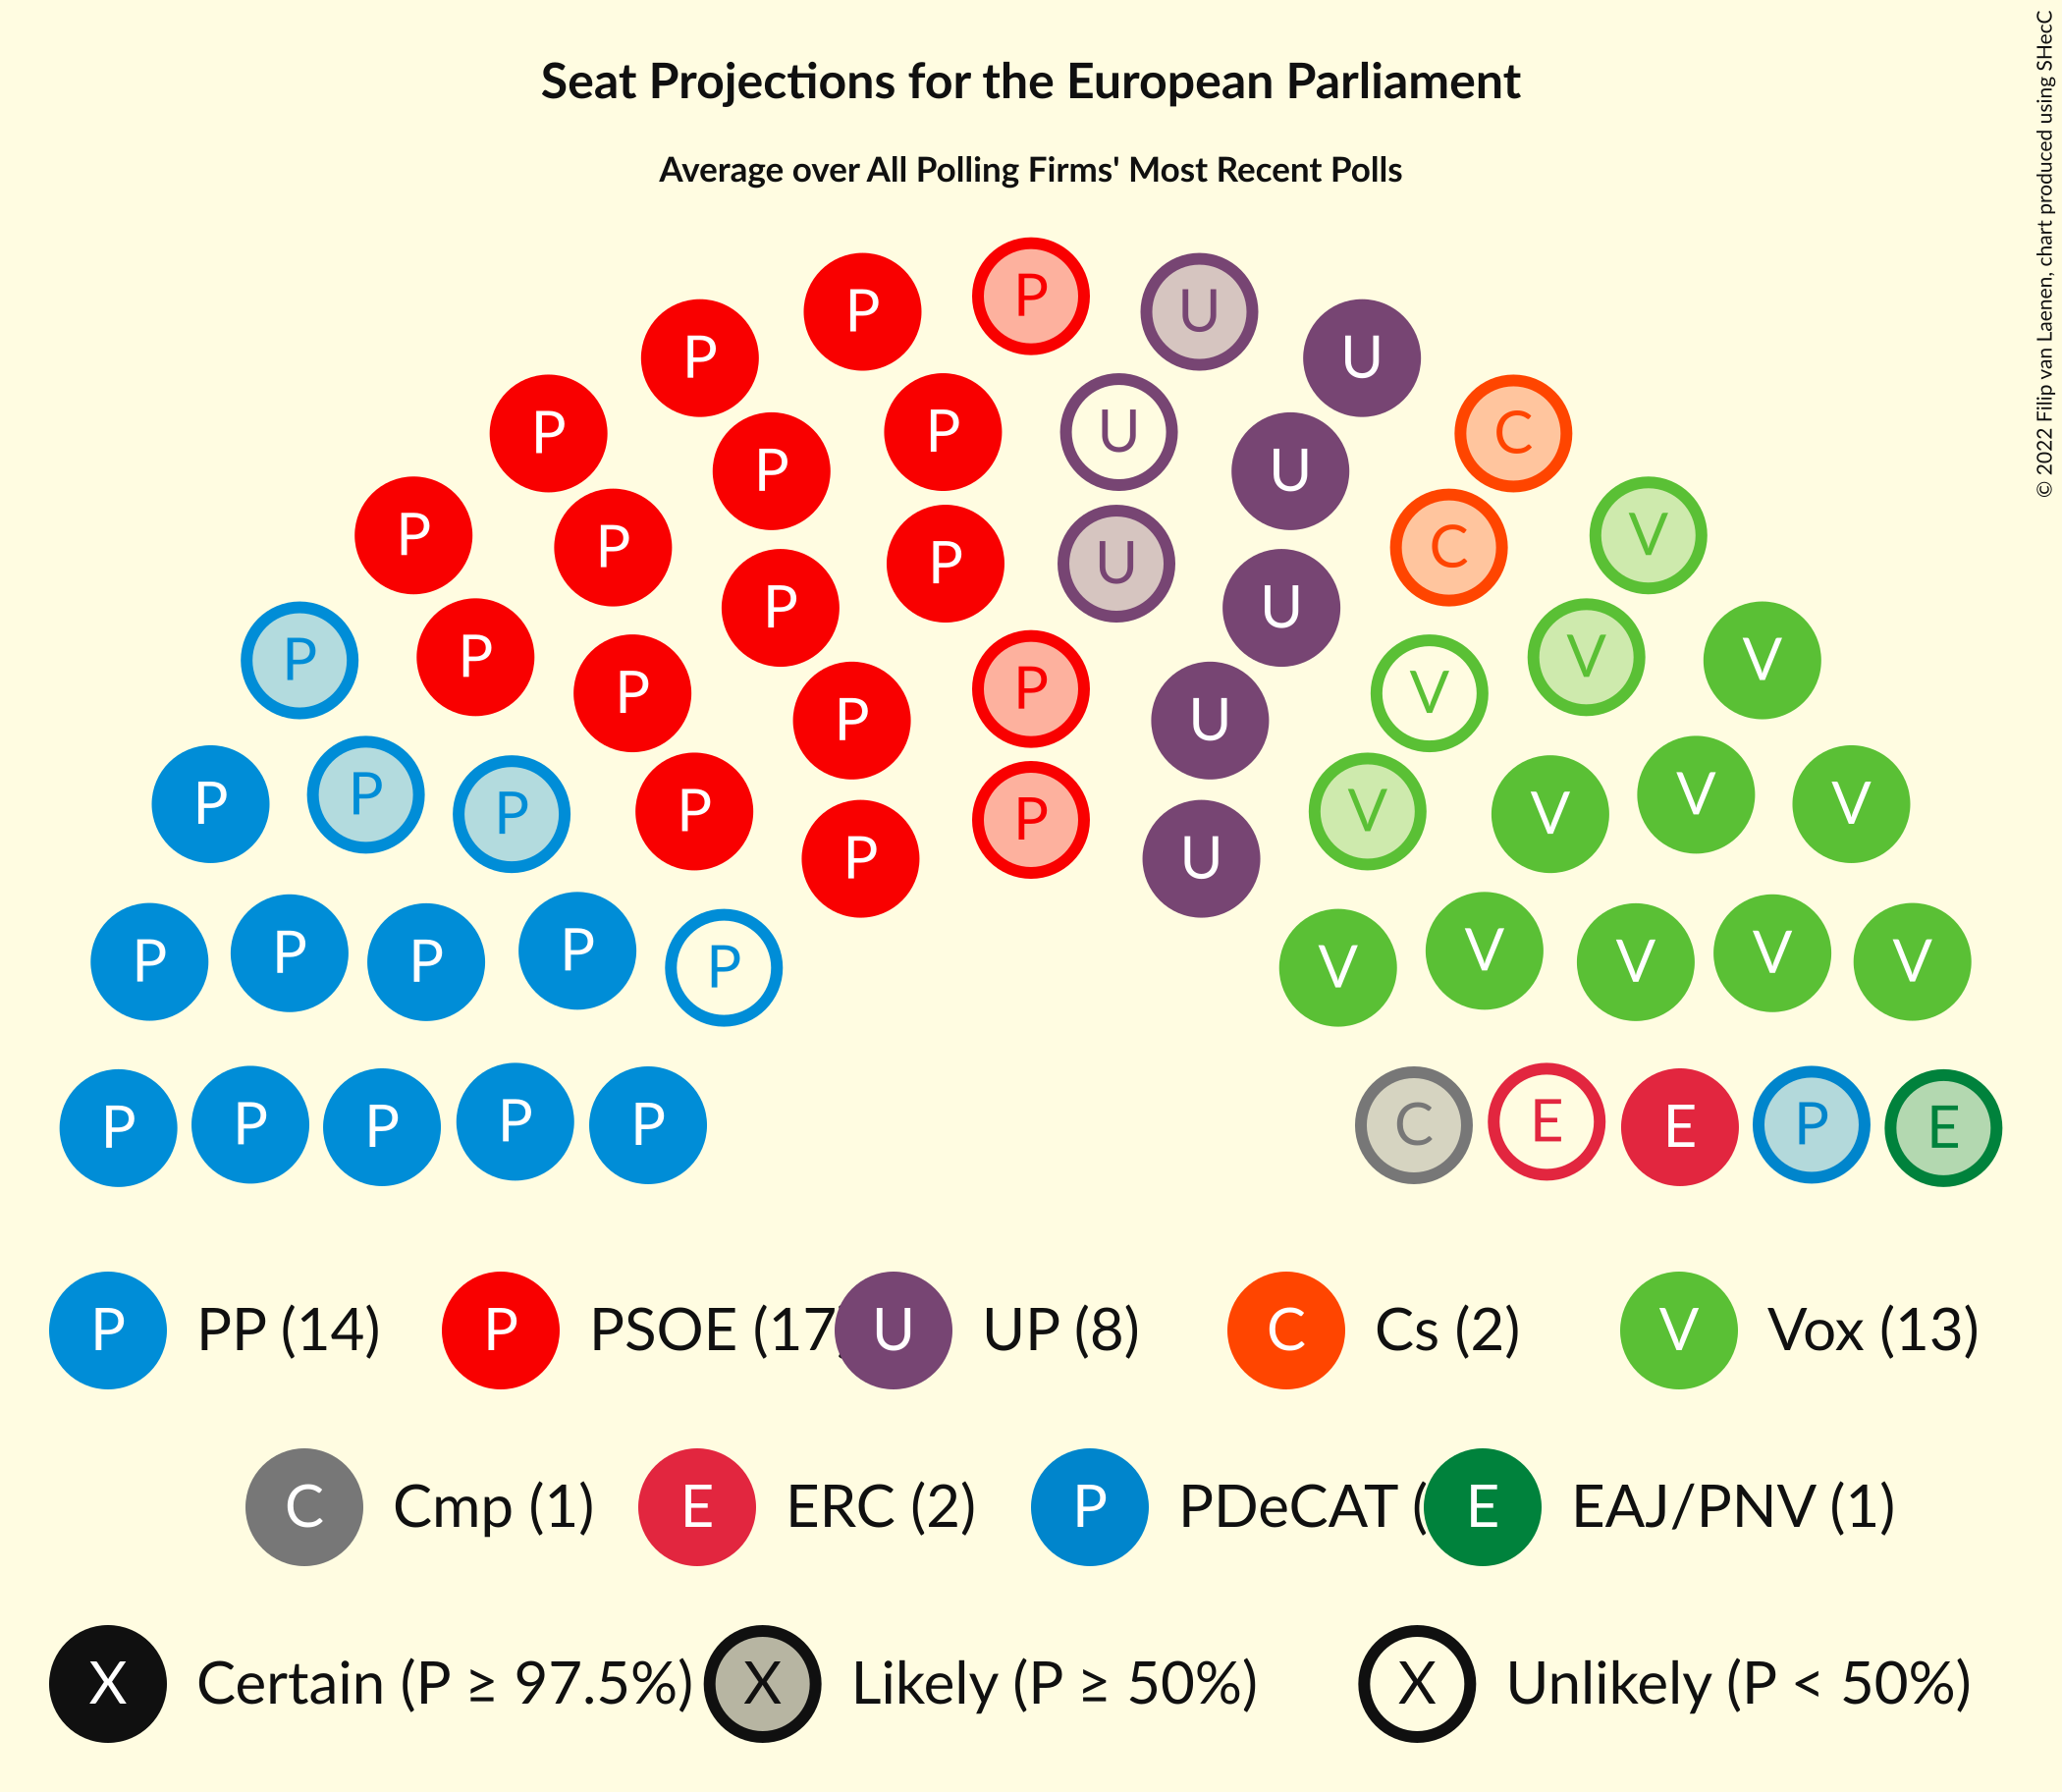 Seat Projections for the European Parliament
Average over All Polling Firms' Most Recent Polls
© 2022 Filip van Laenen, chart produced using SHecC
P
P U
P U
P P U C
P U
P V
P C
P U
P U
P P V V
P P V
P U
P P P P P V V V V
P U
P P P P P V V V V V
P P P P P C E E P E
P PP (14) P PSOE (17 U UP (8) C Cs (2) V Vox (13)
C Cmp (1) E ERC (2) P PDeCAT ( E EAJ/PNV (1)
X Certain (P ≥ 97.5%) X Likely (P ≥ 50%) X Unlikely (P < 50%)